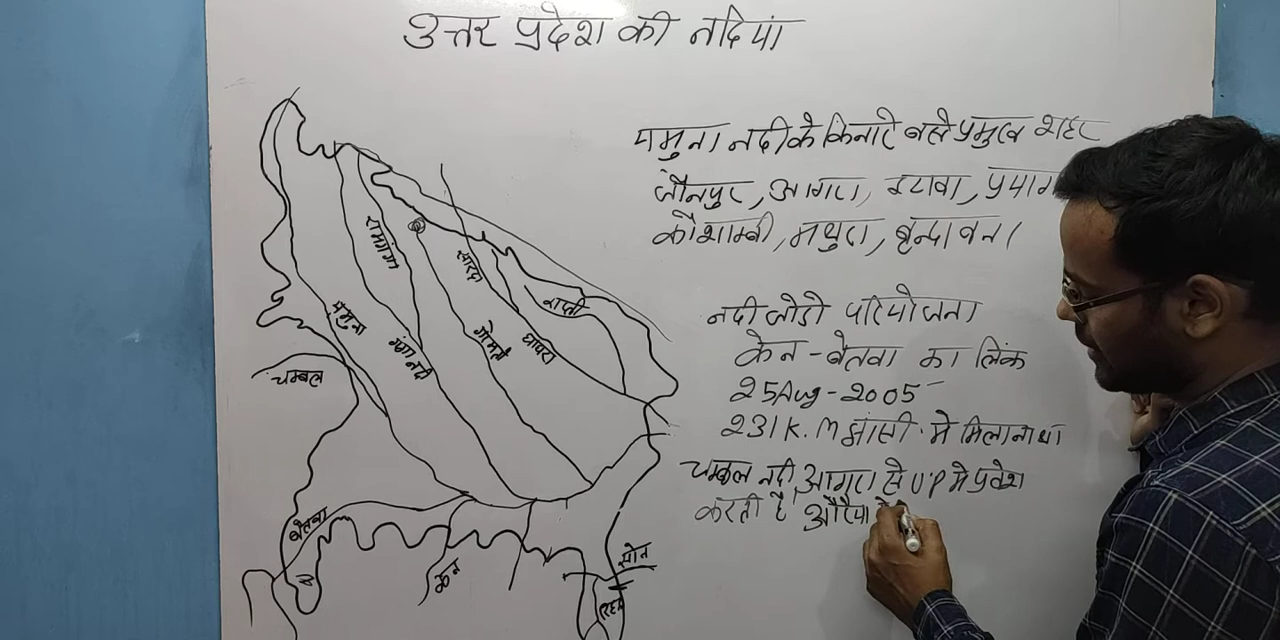 उत्तर प्रदेश की नदियां
यमुना नदी के किनारे बसे प्रमुख शहर
जौनपुर, आगरा, इटावा, प्रयाग
कौशाम्बी, मथुरा, वृन्दावन।
नदी जोडो परियोजना
केन - बेतवा का लिंक
25 Aug - 2005
231 K.M झांसी में मिलाना था
चम्बल नदी आगरा से UP में प्रवेश
करती है। औरैया
रामगंगा
सारदा
राप्ती
यमुना
गंगा नदी
गोमती
घाघरा
चम्बल
बेतवा
केन
सोन